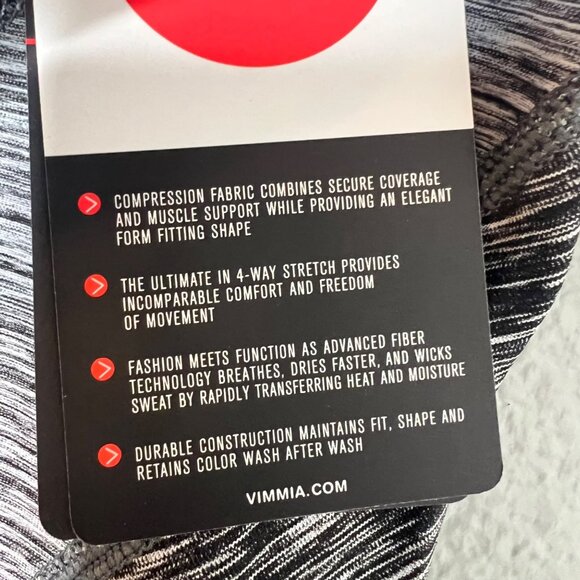 COMPRESSION FABRIC COMBINES SECURE COVERAGE
AND MUSCLE SUPPORT WHILE PROVIDING AN ELEGANT
FORM FITTING SHAPE
THE ULTIMATE IN 4-WAY STRETCH PROVIDES
INCOMPARABLE COMFORT AND FREEDOM
OF MOVEMENT
FASHION MEETS FUNCTION AS ADVANCED FIBER
TECHNOLOGY BREATHES, DRIES FASTER, AND WICKS
SWEAT BY RAPIDLY TRANSFERRING HEAT AND MOISTURE
DURABLE CONSTRUCTION MAINTAINS FIT, SHAPE AND
RETAINS COLOR WASH AFTER WASH
VIMMIA.COM